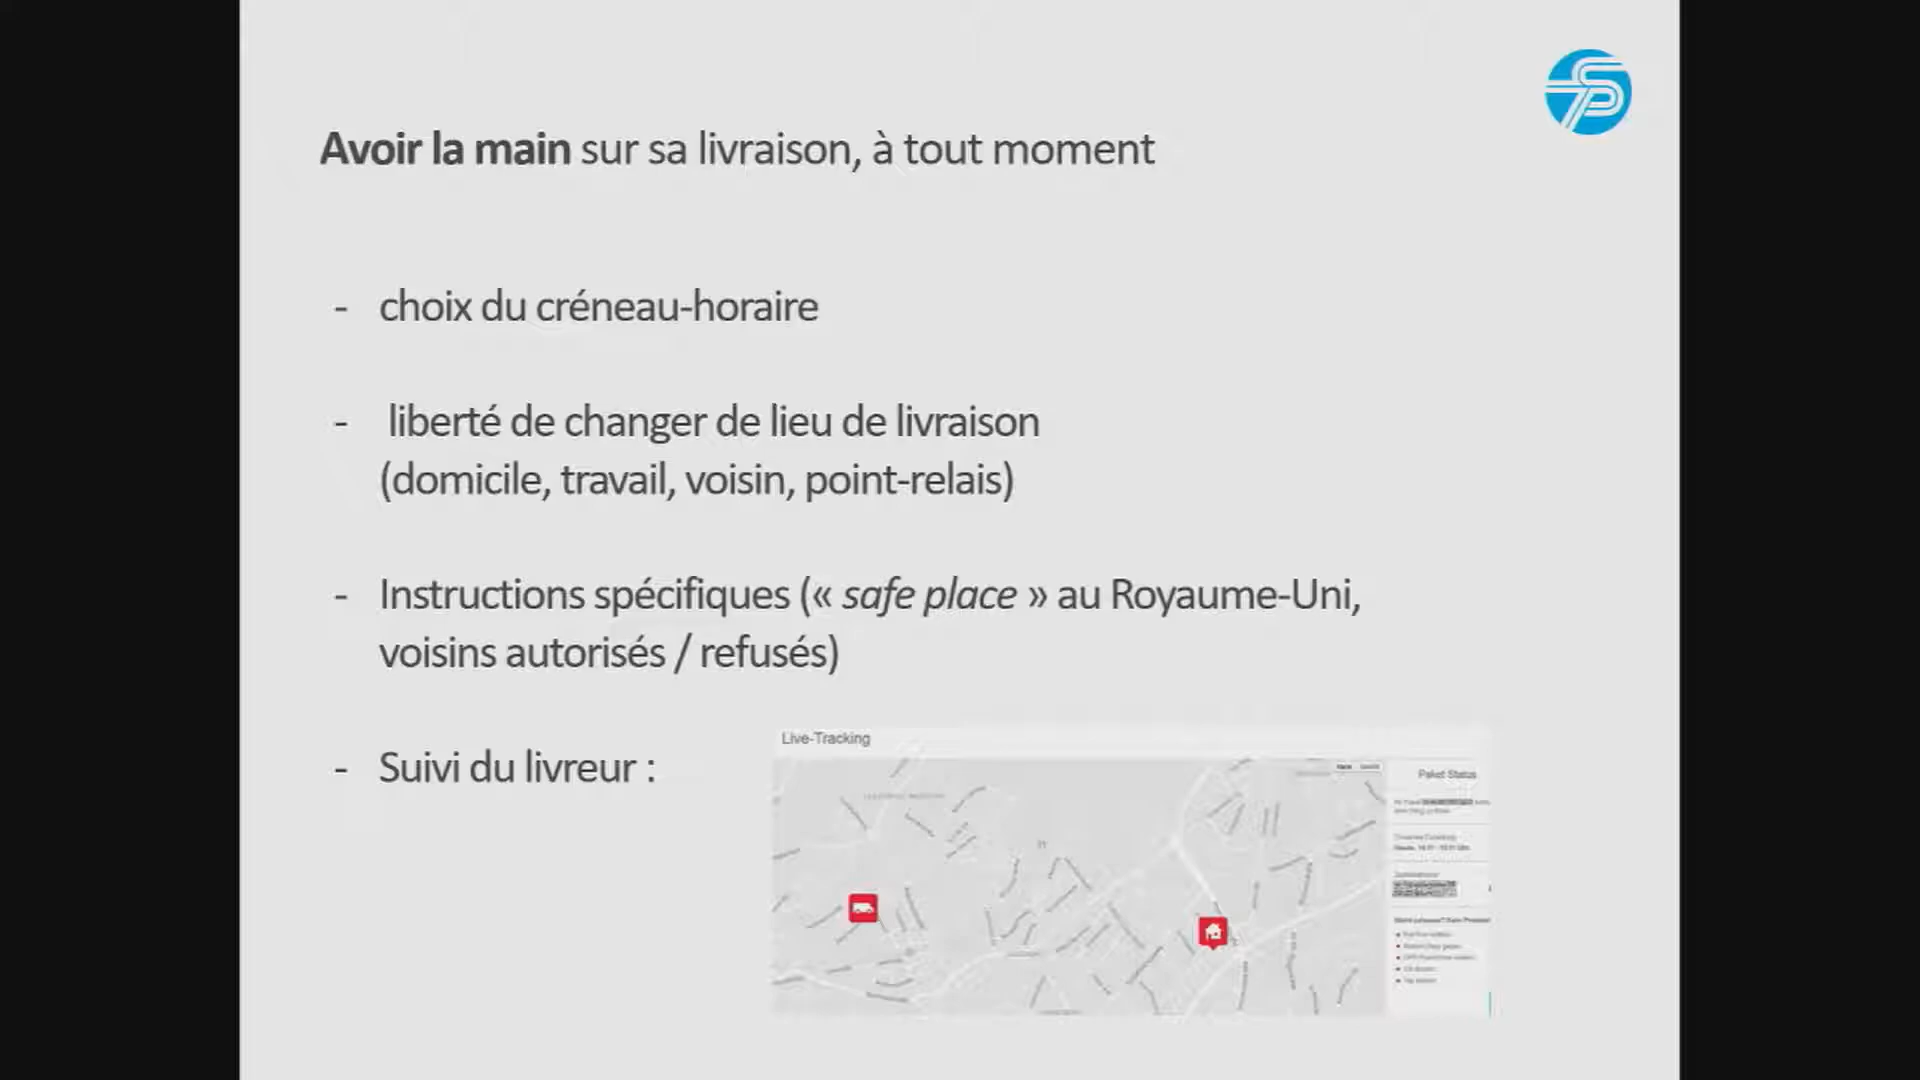 Avoir la main sur sa livraison, à tout moment
- choix du créneau-horaire
- liberté de changer de lieu de livraison
(domicile, travail, voisin, point-relais)
- Instructions spécifiques (« safe place » au Royaume-Uni,
voisins autorisés / refusés)
- Suivi du livreur :
Live-Tracking
Paket Status